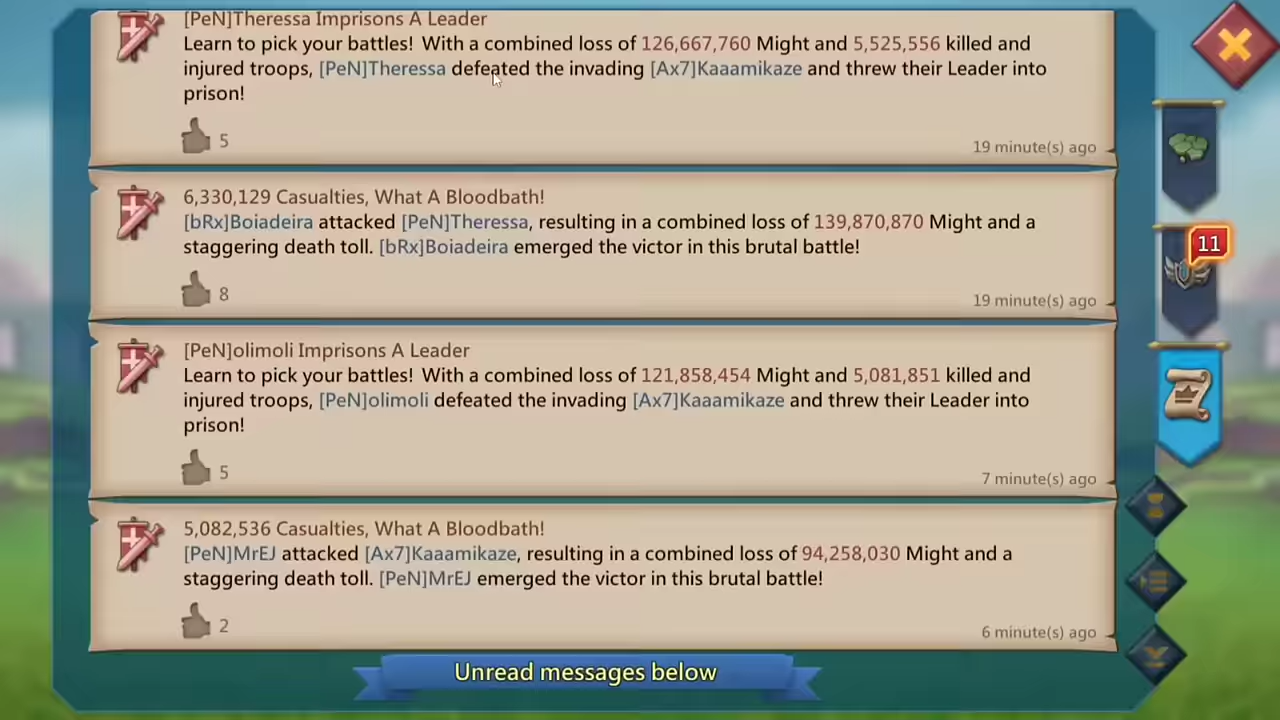 [PeN]Theressa Imprisons A Leader
Learn to pick your battles! With a combined loss of 126,667,760 Might and 5,525,556 killed and
injured troops, [PeN]Theressa defeated the invading [Ax7]Kaaamikaze and threw their Leader into
prison!
5
19 minute(s) ago
6,330,129 Casualties, What A Bloodbath!
[bRx]Boiadeira attacked [PeN]Theressa, resulting in a combined loss of 139,870,870 Might and a
staggering death toll. [bRx]Boiadeira emerged the victor in this brutal battle!
8
19 minute(s) ago
11
[PeN]olimoli Imprisons A Leader
Learn to pick your battles! With a combined loss of 121,858,454 Might and 5,081,851 killed and
injured troops, [PeN]olimoli defeated the invading [Ax7]Kaaamikaze and threw their Leader into
prison!
5
7 minute(s) ago
5,082,536 Casualties, What A Bloodbath!
[PeN]MrEJ attacked [Ax7]Kaaamikaze, resulting in a combined loss of 94,258,030 Might and a
staggering death toll. [PeN]MrEJ emerged the victor in this brutal battle!
2
6 minute(s) ago
Unread messages below